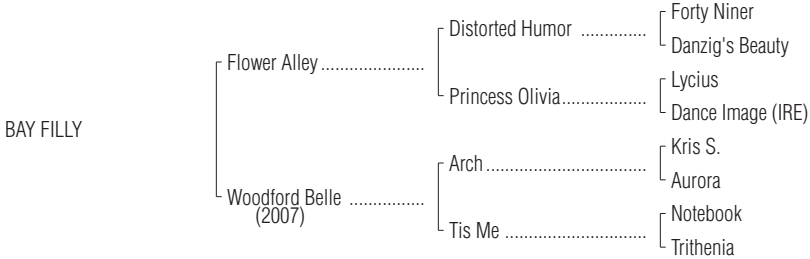 Forty Niner
Distorted Humor ..............
Danzig's Beauty
Flower Alley ......................
Lycius
Princess Olivia..................
Dance Image (IRE)
BAY FILLY
Kris S.
Arch ..................................
Aurora
Woodford Belle ................
(2007)
Notebook
Tis Me ..............................
Trithenia